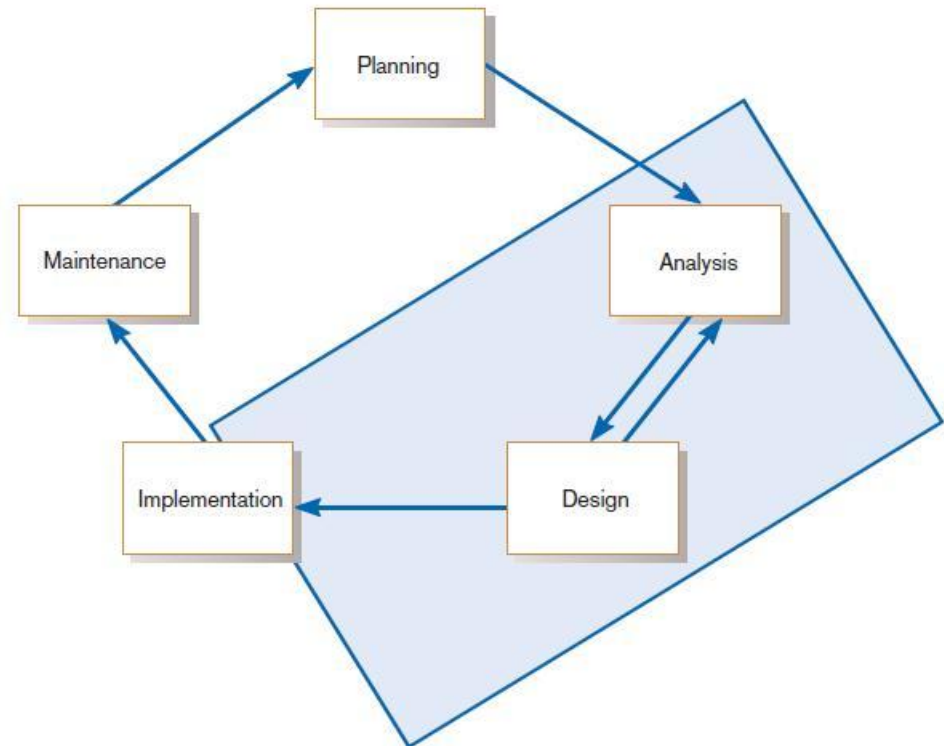 Planning
Analysis
Maintenance
Implementation
Design